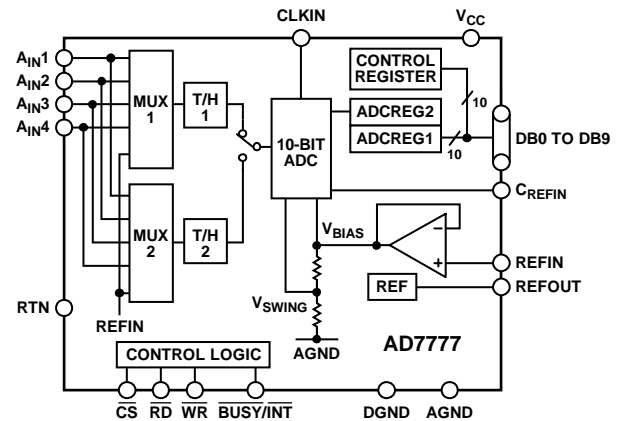 CLKIN
VCC
AIN1
AIN2
AIN3
AIN4
MUX
1
T/H
1
CONTROL
REGISTER
10
ADCREG2
ADCREG1
10
DB0 TO DB9
10-BIT
ADC
CREFIN
MUX
2
T/H
2
VBIAS
–
+
REFIN
REF
REFOUT
RTN
REFIN
VSWING
AGND
AD7777
CONTROL LOGIC
CS
RD
WR
BUSY/INT
DGND
AGND